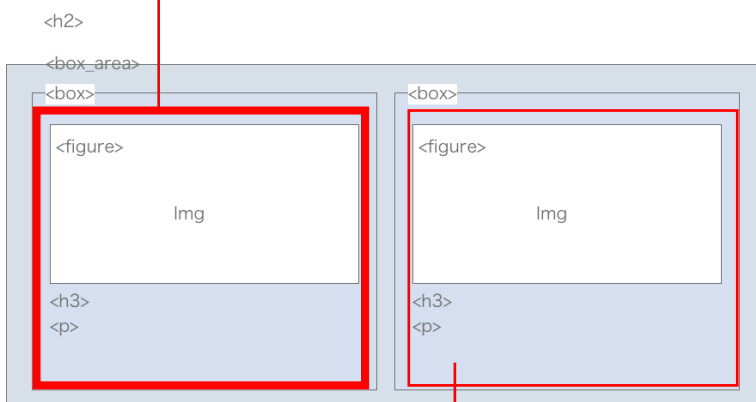 <h2>
<box_area>
<box>
<box>
<figure>
<figure>
Img
Img
<h3>
<h3>
<p>
<p>